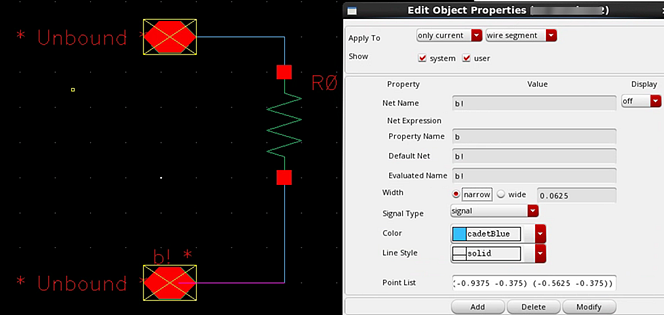 * Unbound *
R0
b! *
* Unbound *
Edit Object Properties ( 2)
Apply To only current wire segment
Show system user
Property Value Display
Net Name b! off
Net Expression
Property Name b
Default Net b!
Evaluated Name b!
Width narrow wide 0.0625
Signal Type signal
Color cadetBlue
Line Style solid
Point List (-0.9375 -0.375) (-0.5625 -0.375))
Add Delete Modify